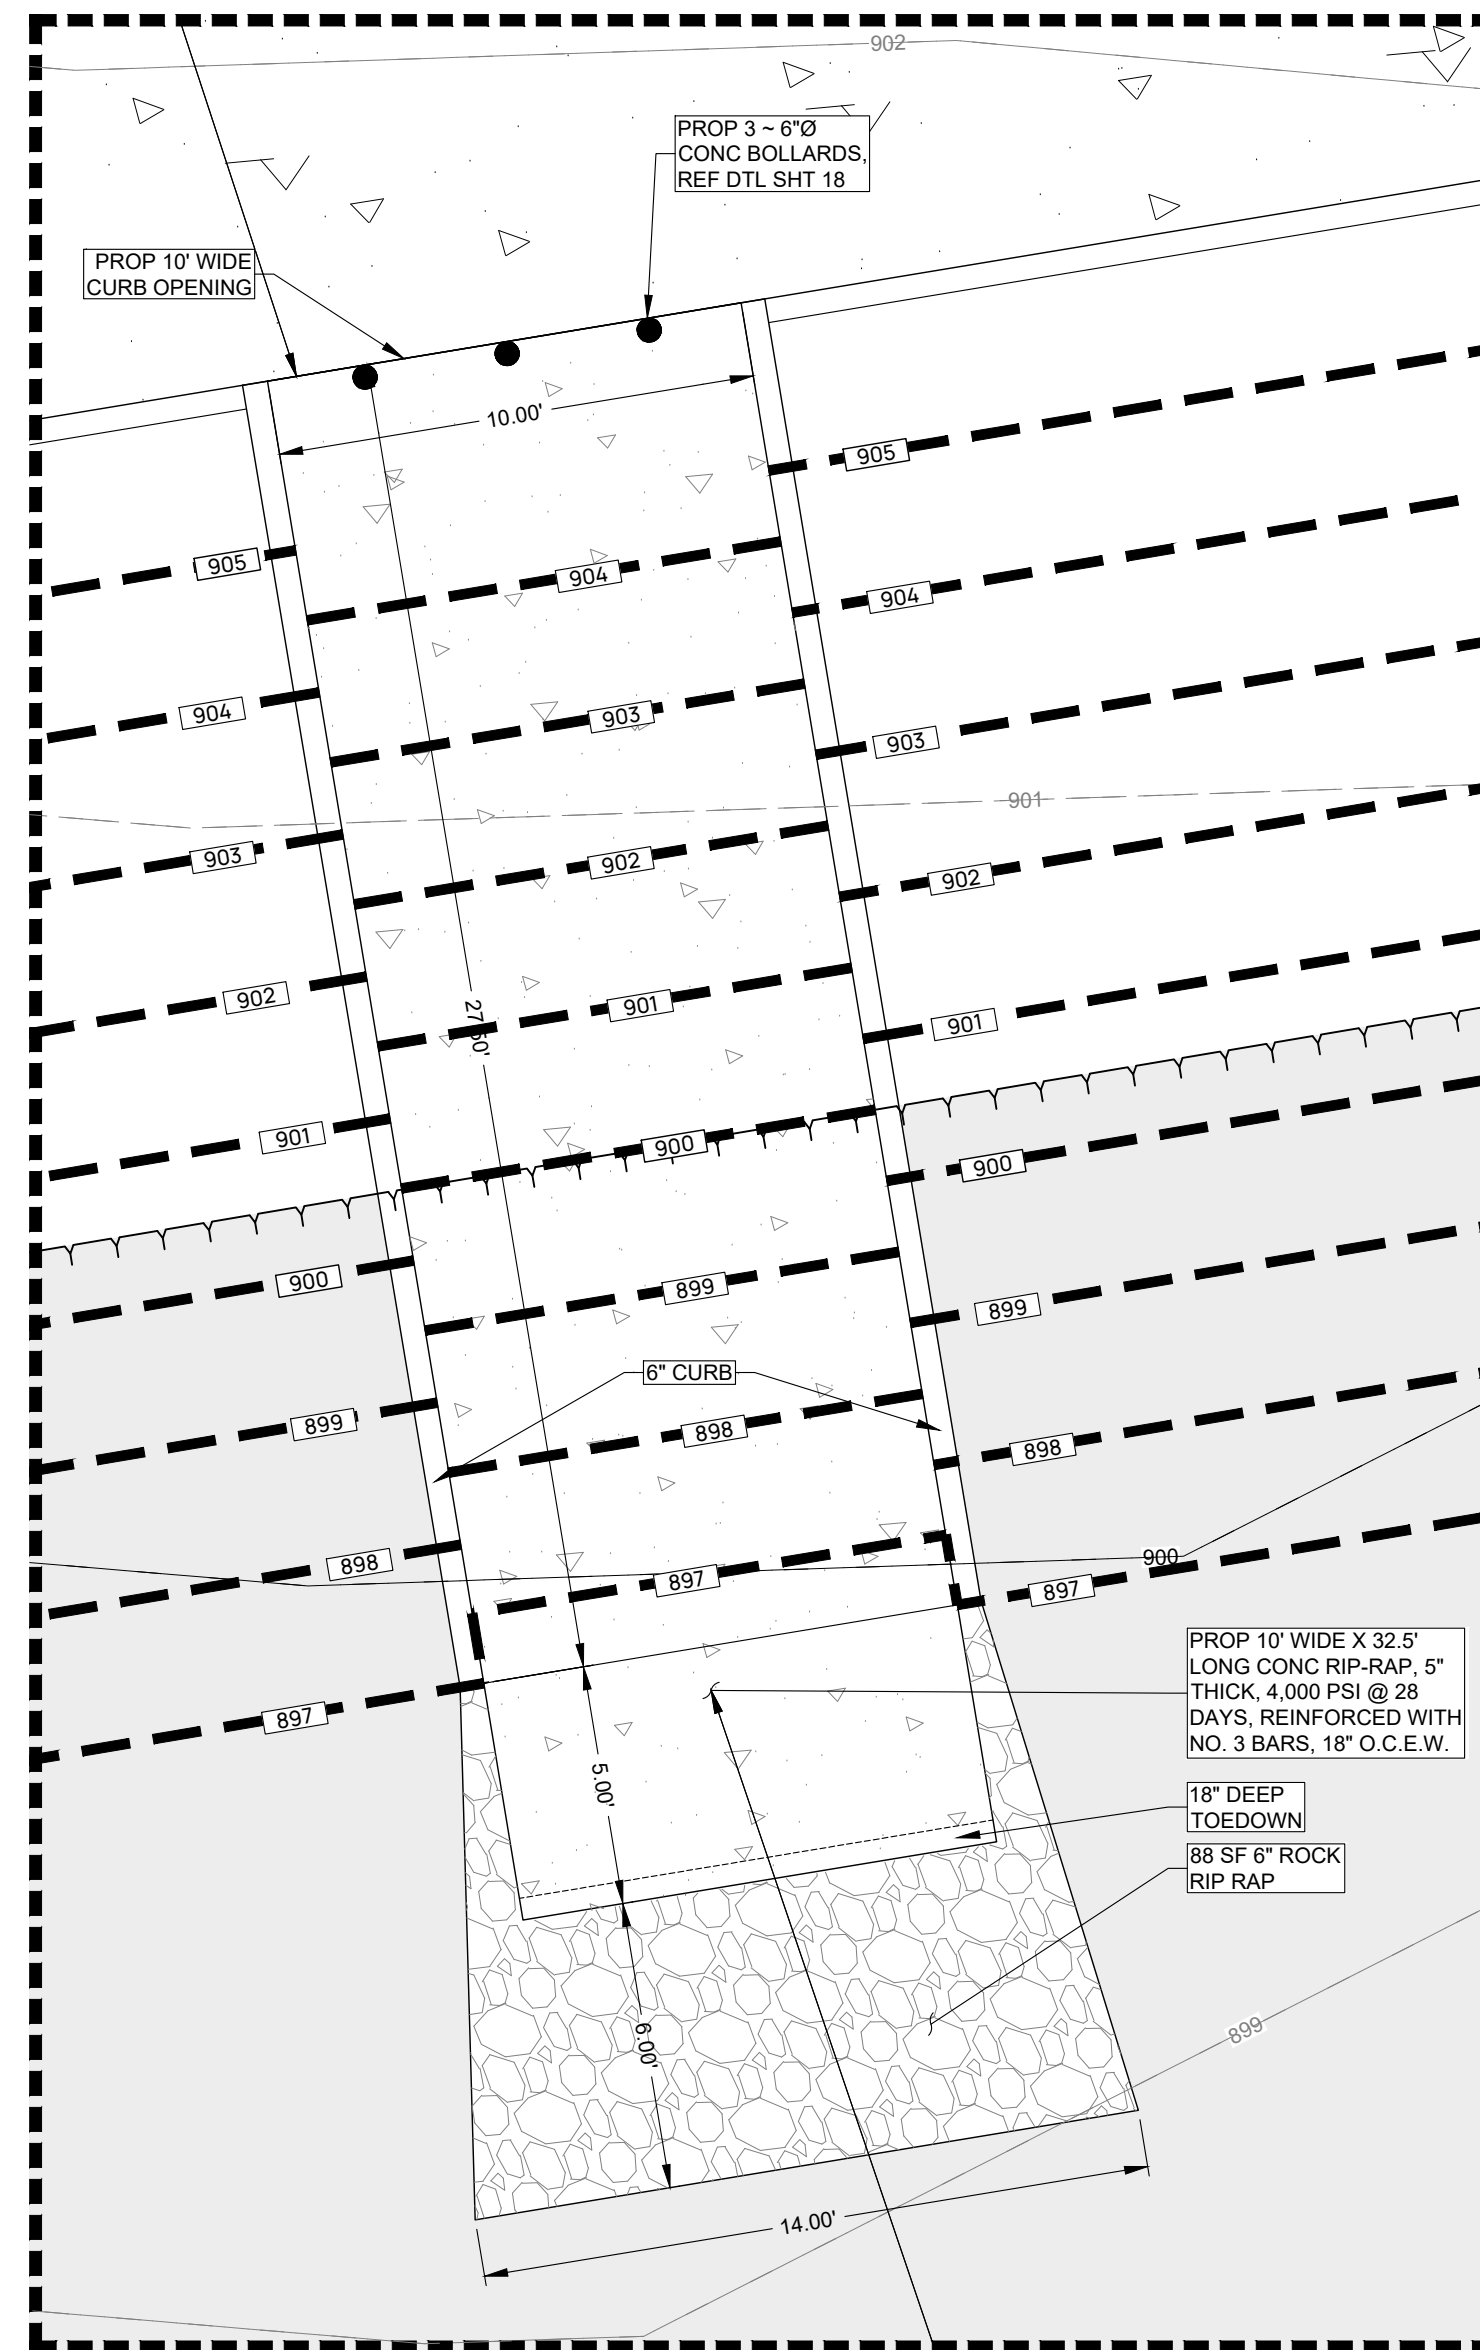 902
PROP 3 ~ 6"Ø
CONC BOLLARDS,
REF DTL SHT 18
PROP 10' WIDE
CURB OPENING
10.00'
905
905
904
904
904
903
903
903
901
902
902
902
27.50'
901
901
901
900
900
900
899
899
899
6" CURB
898
898
898
900
897
897
897
PROP 10' WIDE X 32.5'
LONG CONC RIP-RAP, 5"
THICK, 4,000 PSI @ 28
DAYS, REINFORCED WITH
NO. 3 BARS, 18" O.C.E.W.
5.00'
18" DEEP
TOEDOWN
88 SF 6" ROCK
RIP RAP
6.00'
899
14.00'